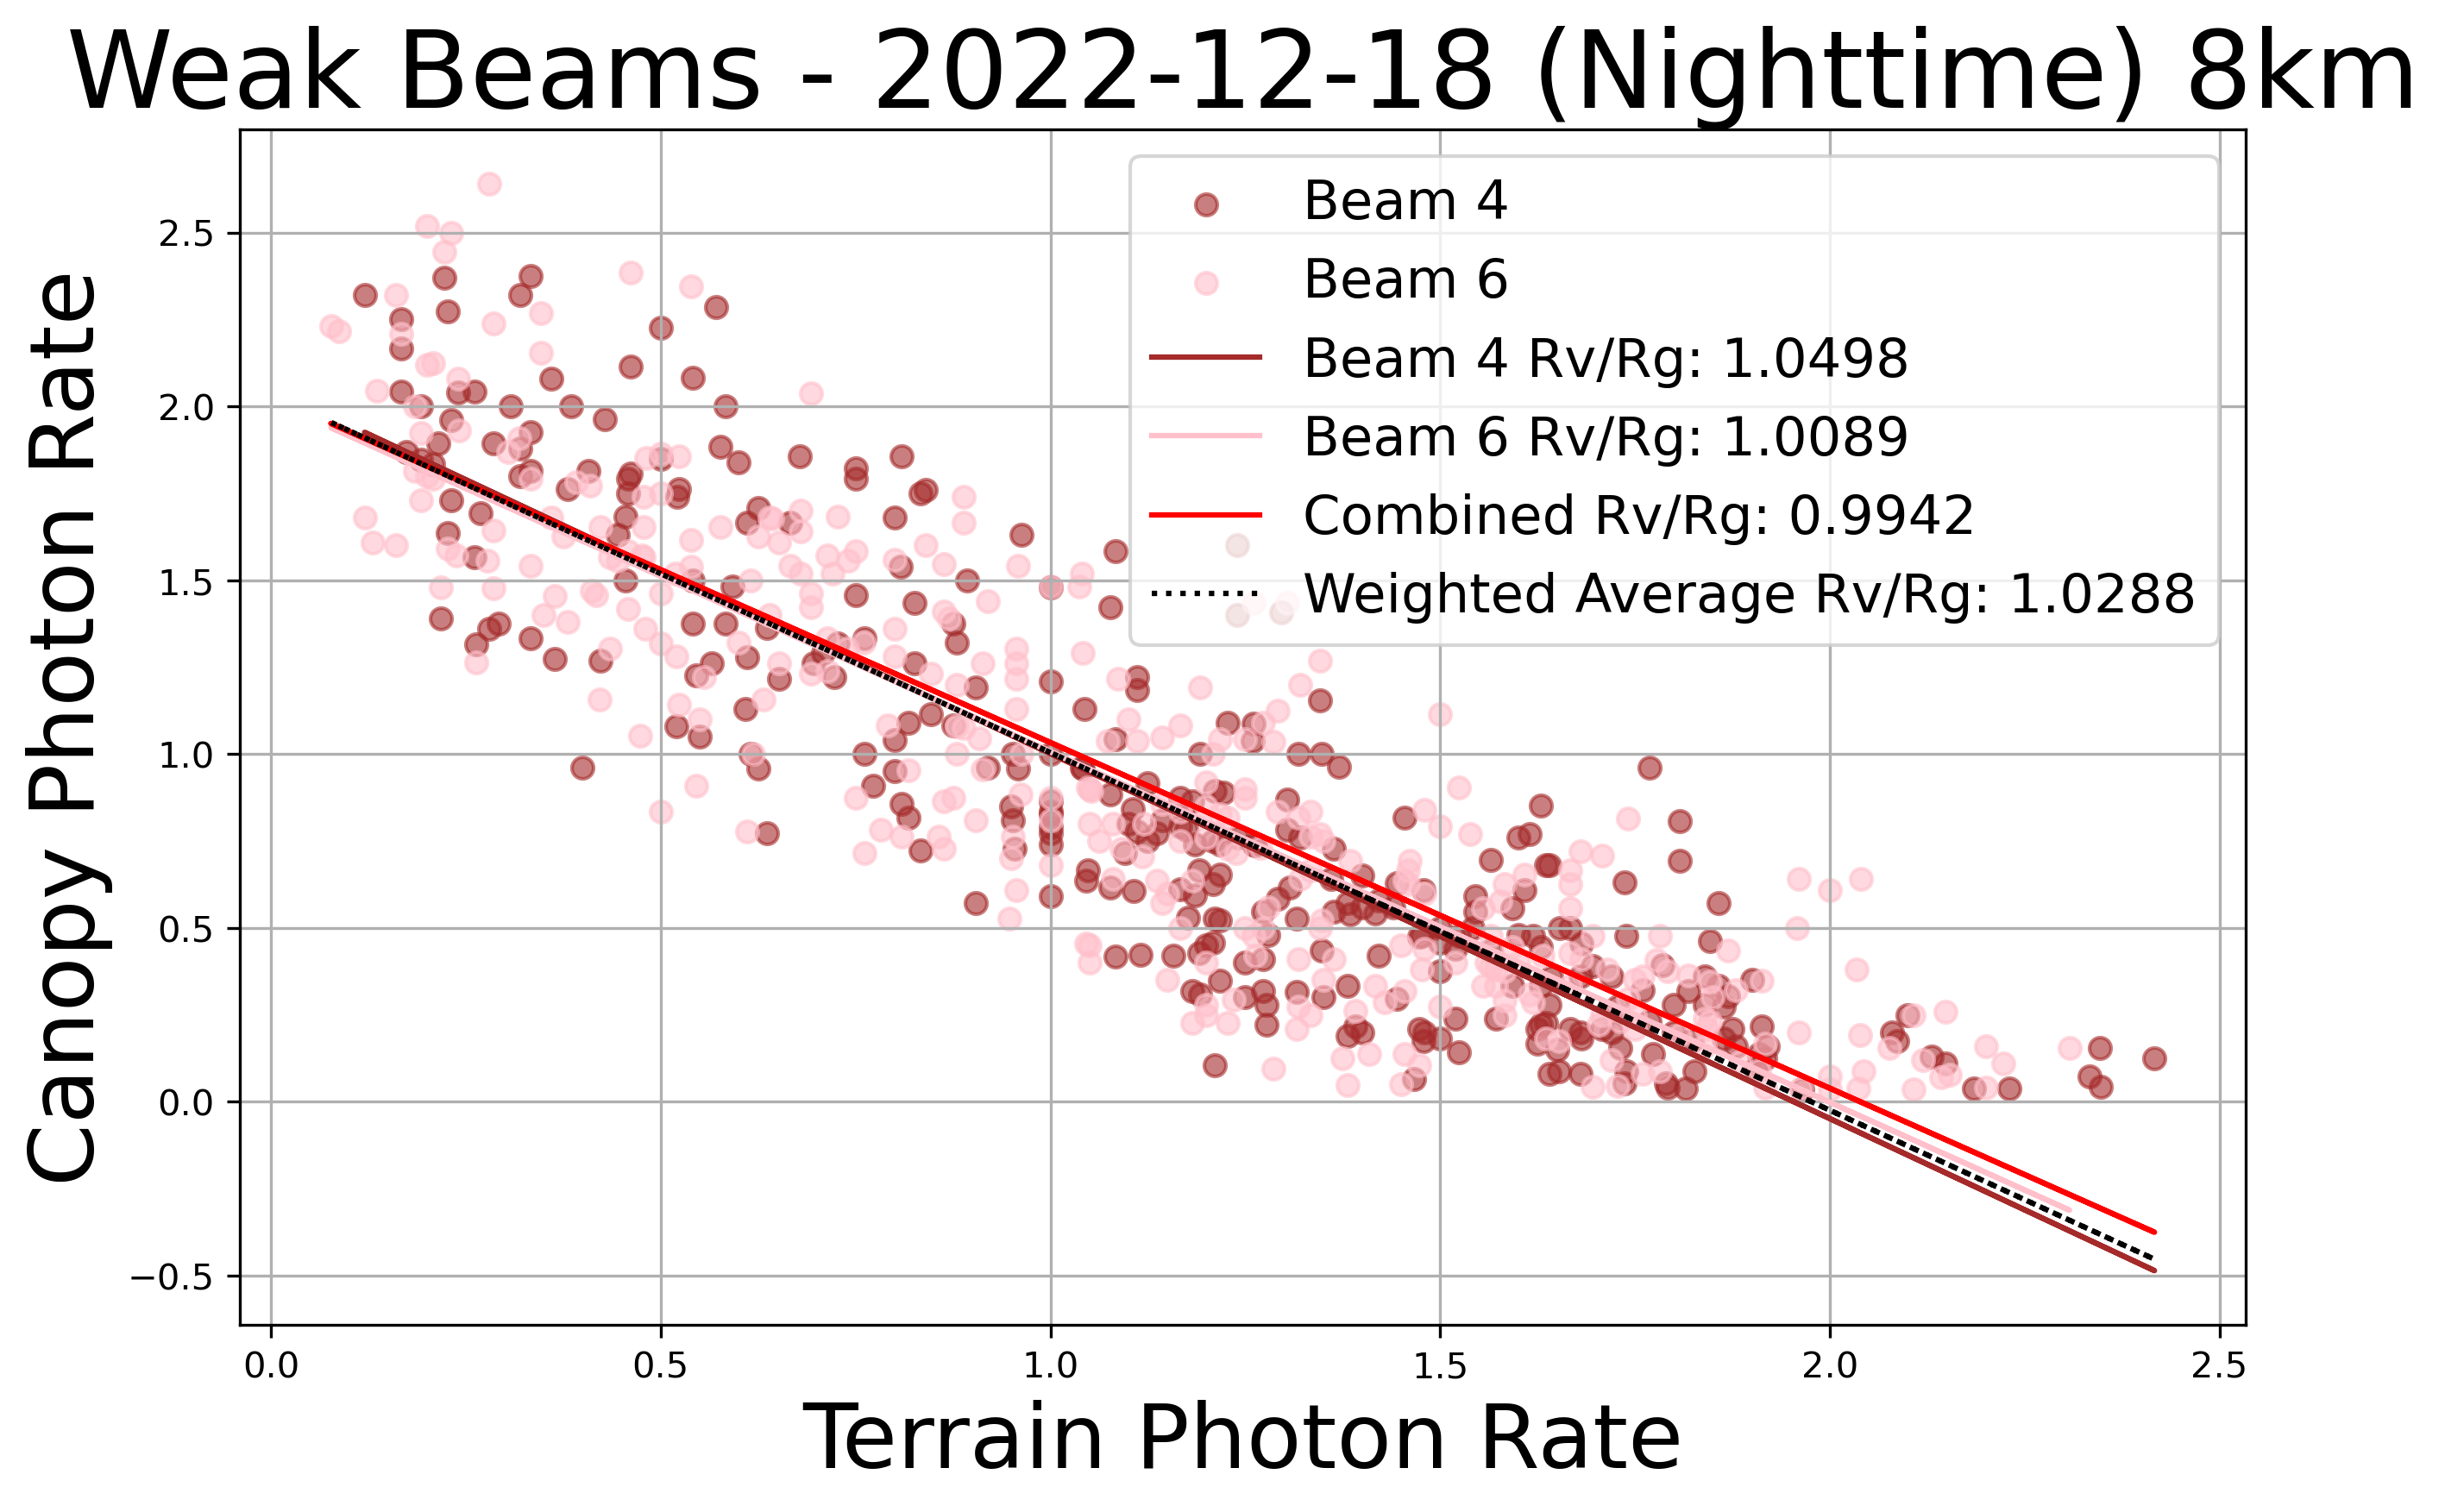 Weak Beams - 2022-12-18 (Nighttime) 8km
Canopy Photon Rate
2.5
2.0
1.5
1.0
0.5
0.0
−0.5
Beam 4
Beam 6
Beam 4 Rv/Rg: 1.0498
Beam 6 Rv/Rg: 1.0089
Combined Rv/Rg: 0.9942
Weighted Average Rv/Rg: 1.0288
0.0 0.5 1.0 1.5 2.0 2.5
Terrain Photon Rate